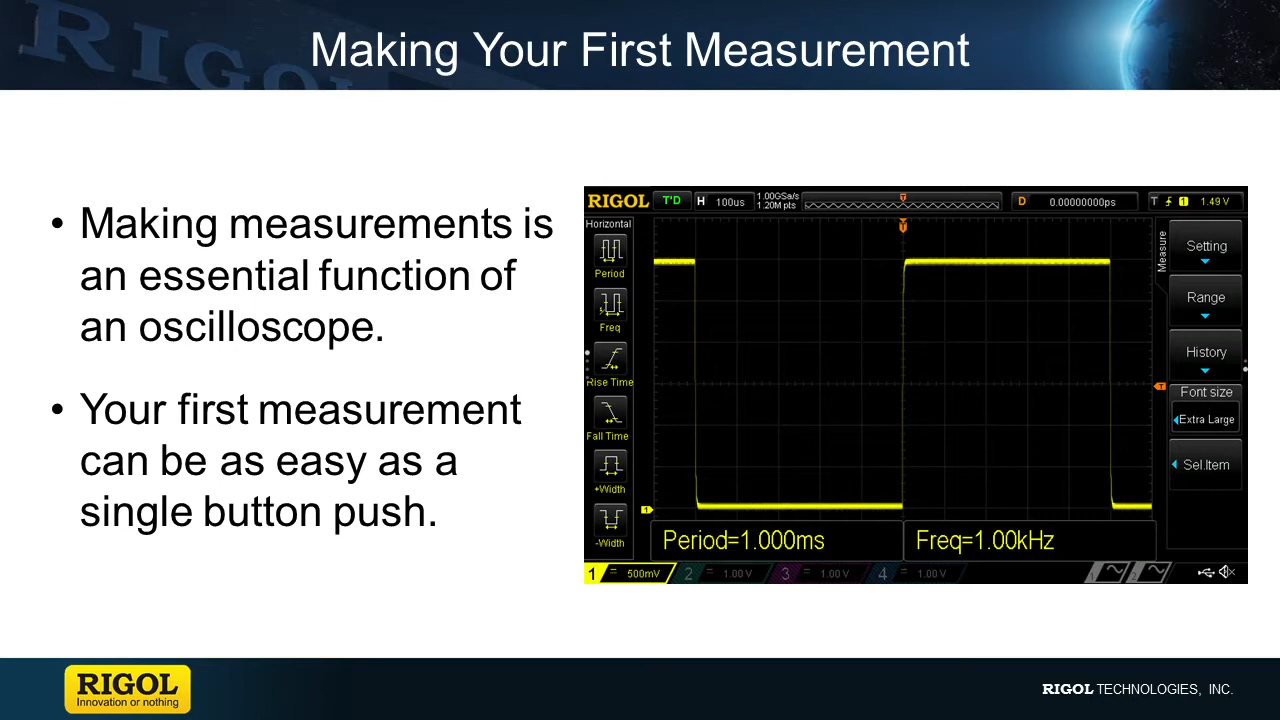 RIGOL
Making Your First Measurement
• Making measurements is
an essential function of
an oscilloscope.
• Your first measurement
can be as easy as a
single button push.
RIGOL T'D H 100us 1.00GSa/s 1.20M pts D 0.00000000ps T 1 1.49 V
Horizontal
Period
Freq
Rise Time
Fall Time
+Width
-Width
Measure
Setting
Range
History
Font size
Extra Large
Sel.Item
T
T
T
1
Period=1.000ms Freq=1.00kHz
1 = 500mV 2 = 1.00 V 3 = 1.00 V 4 = 1.00 V
RIGOL
Innovation or nothing
RIGOL TECHNOLOGIES, INC.